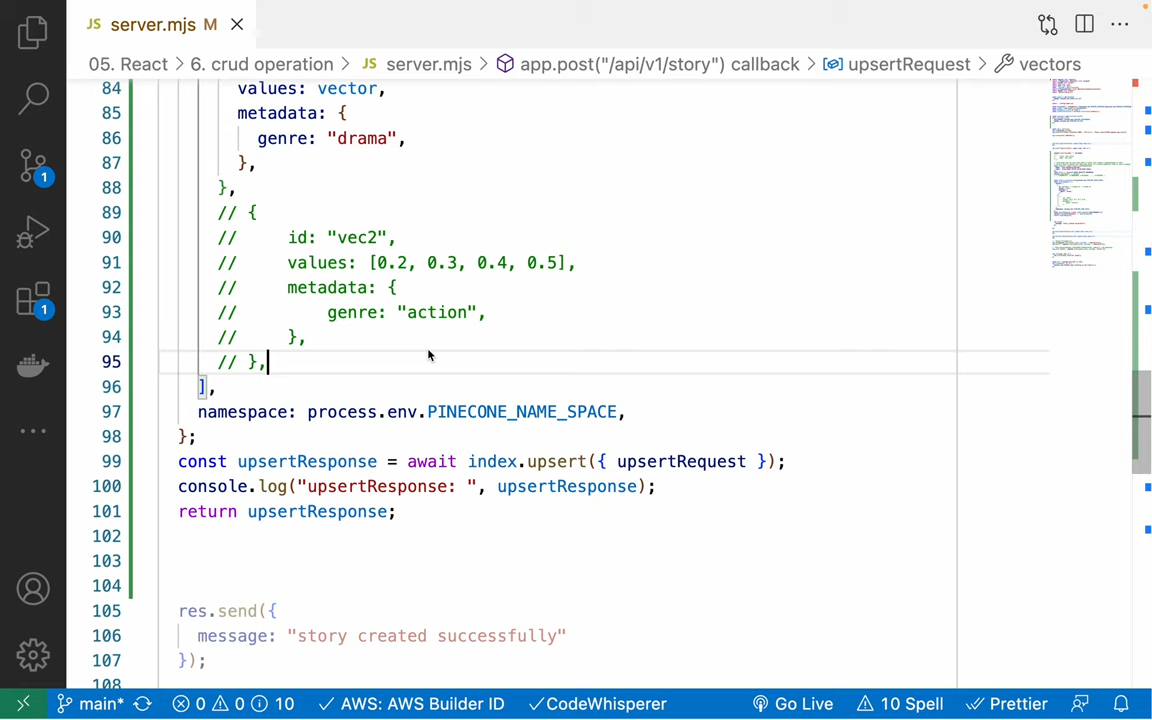 JS server.mjs M
05. React > 6. crud operation > JS server.mjs > app.post("/api/v1/story") callback > upsertRequest > vectors
84 values: vector,
85 metadata: {
86 genre: "drama",
87 },
88 },
89 // {
90 //     id: "vec2",
91 //     values: [0.2, 0.3, 0.4, 0.5],
92 //     metadata: {
93 //         genre: "action",
94 //     },
95 // },
96 ],
97 namespace: process.env.PINECONE_NAME_SPACE,
98 };
99 const upsertResponse = await index.upsert({ upsertRequest });
100 console.log("upsertResponse: ", upsertResponse);
101 return upsertResponse;
102
103
104
105 res.send({
106 message: "story created successfully"
107 });
108
1
1
main* 0 0 10 AWS: AWS Builder ID CodeWhisperer Go Live 10 Spell Prettier